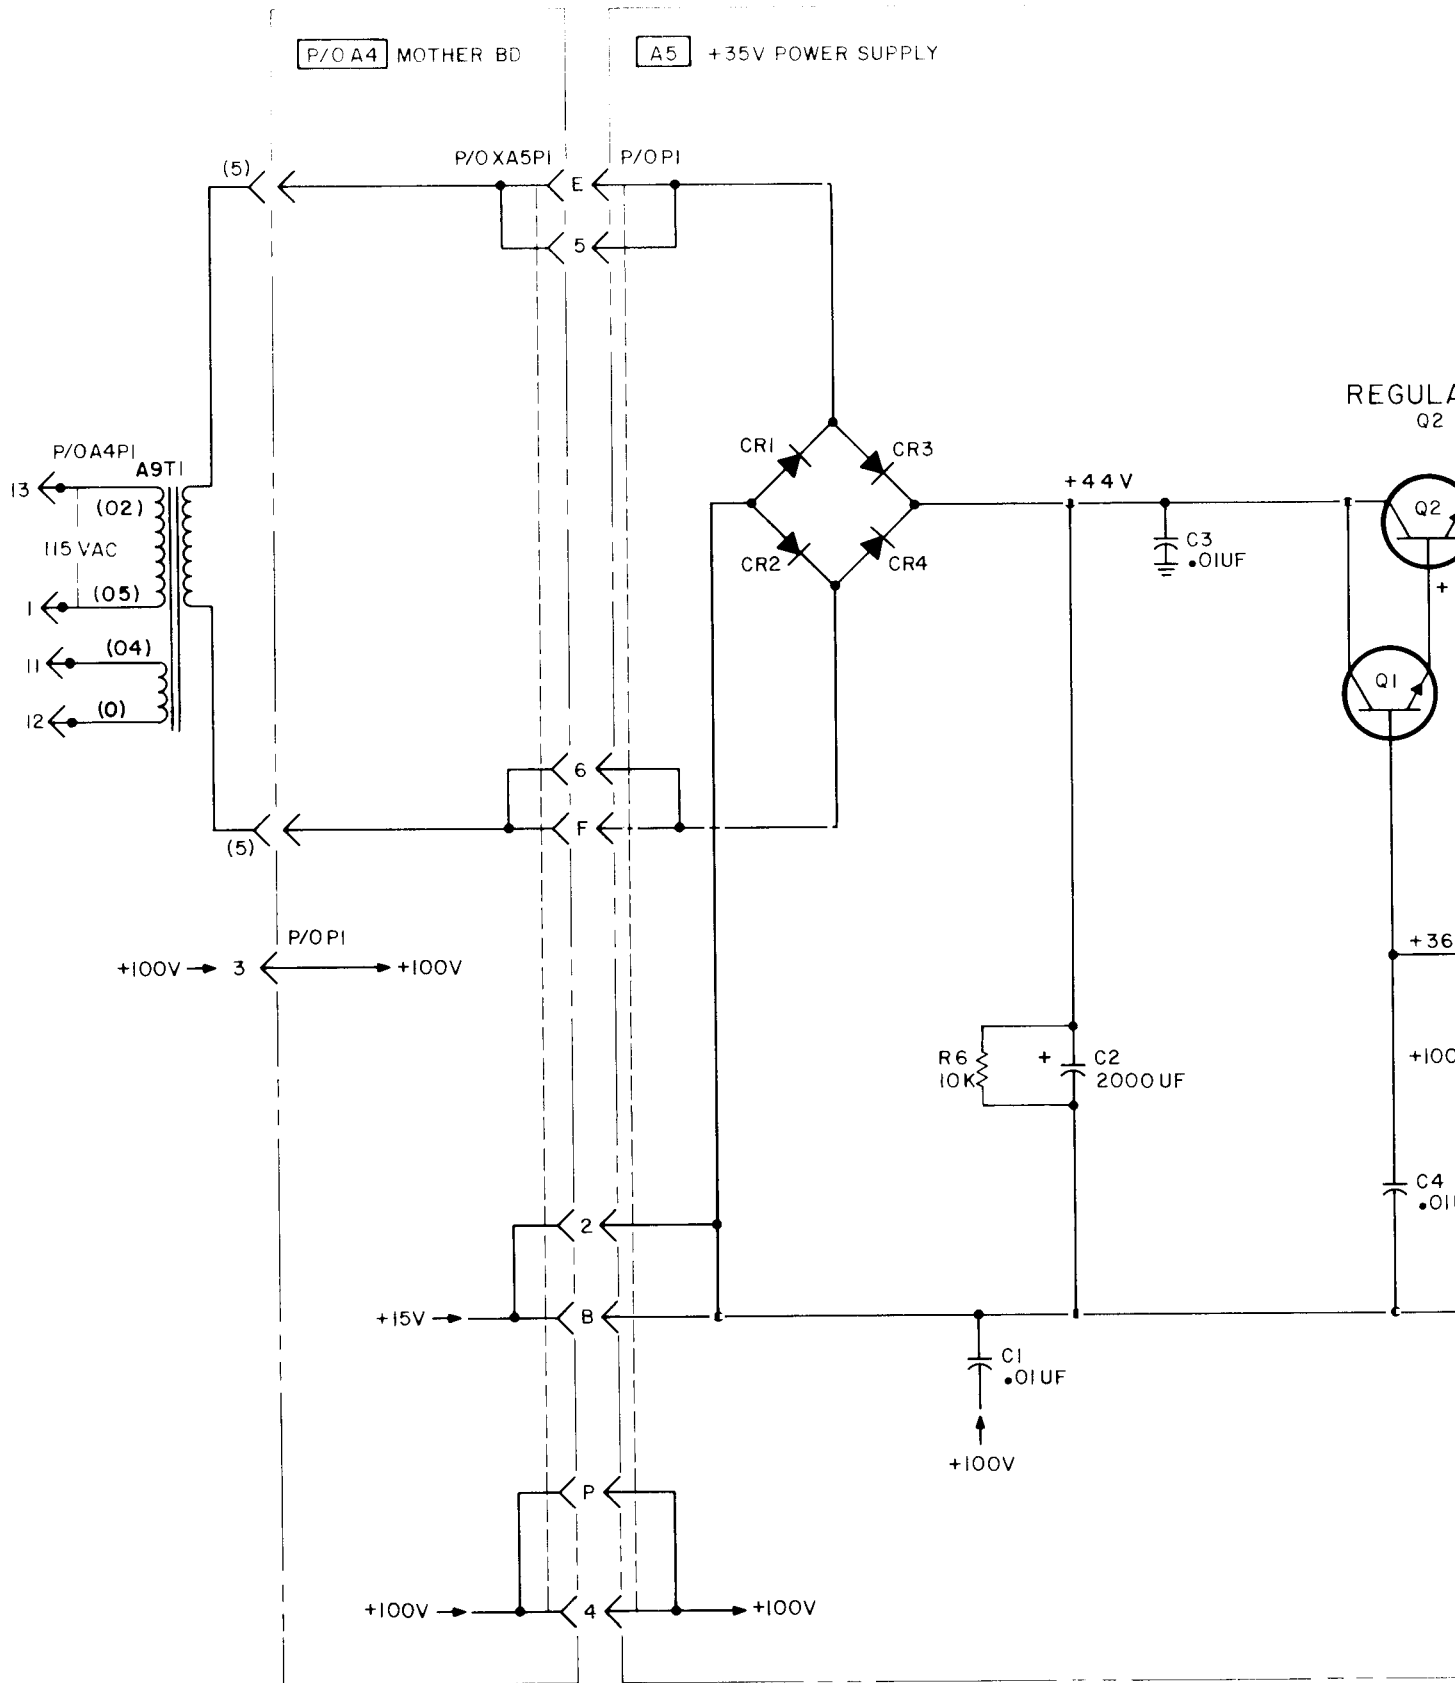 P/O A4 MOTHER BD
A5 +35V POWER SUPPLY
(5)
P/O XA5P1
E
P/O P1
5
REGULA
Q2
P/O A4P1
A9T1
13
(02)
115 VAC
1
(05)
11
(04)
12
(0)
CR1
CR3
CR2
CR4
+44V
C3
.01UF
Q2
+
Q1
6
F
(5)
P/O P1
+100V
3
+100V
+36
R6
10K
+
C2
2000UF
+100
C4
.01U
2
+15V
B
C1
.01UF
+100V
P
+100V
4
+100V